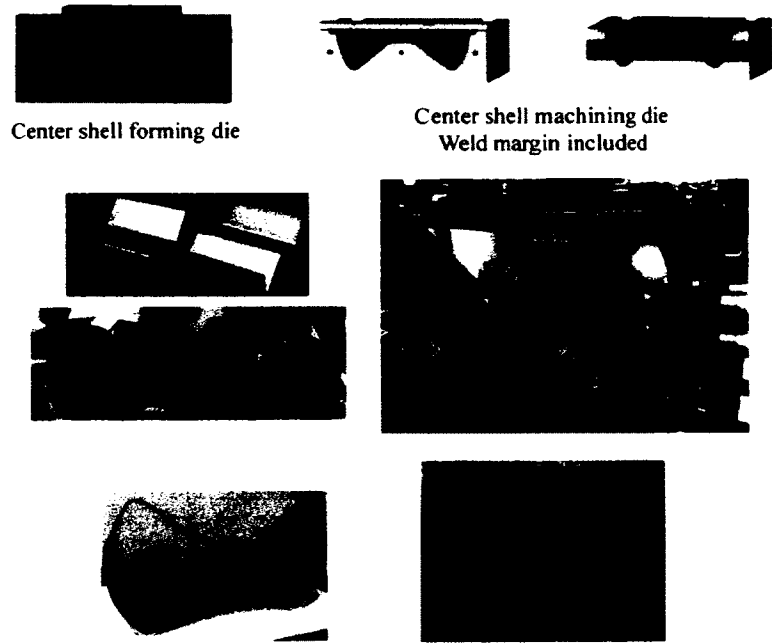 Center shell forming die
Center shell machining die
Weld margin included